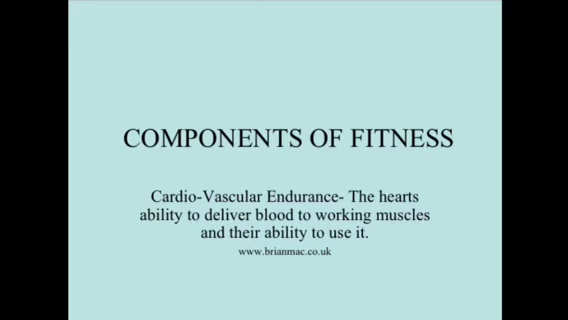 COMPONENTS OF FITNESS
Cardio-Vascular Endurance- The hearts
ability to deliver blood to working muscles
and their ability to use it.
www.brianmac.co.uk